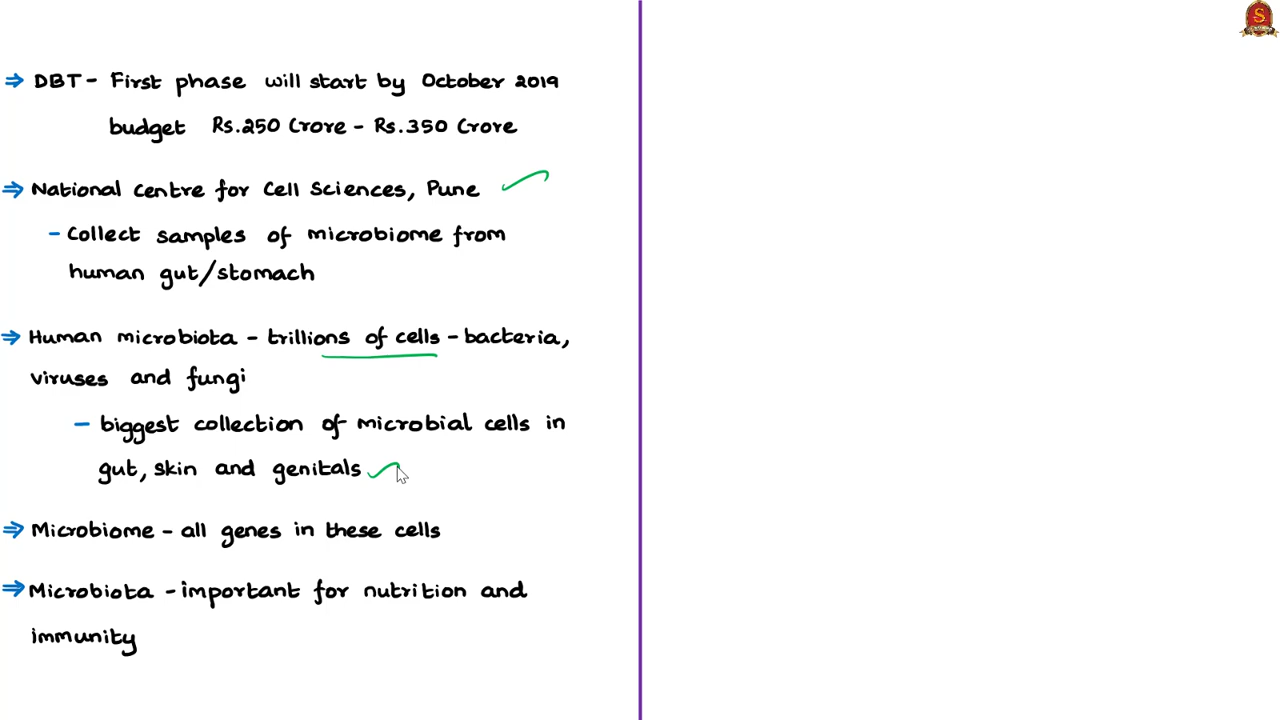 ⇒ DBT - First phase will start by October 2019
budget Rs.250 Crore - Rs.350 Crore
⇒ National Centre for Cell Sciences, Pune
- Collect samples of microbiome from
human gut/stomach
⇒ Human microbiota - trillions of cells - bacteria,
viruses and fungi
- biggest collection of microbial cells in
gut, skin and genitals
⇒ Microbiome - all genes in these cells
⇒ Microbiota - important for nutrition and
immunity